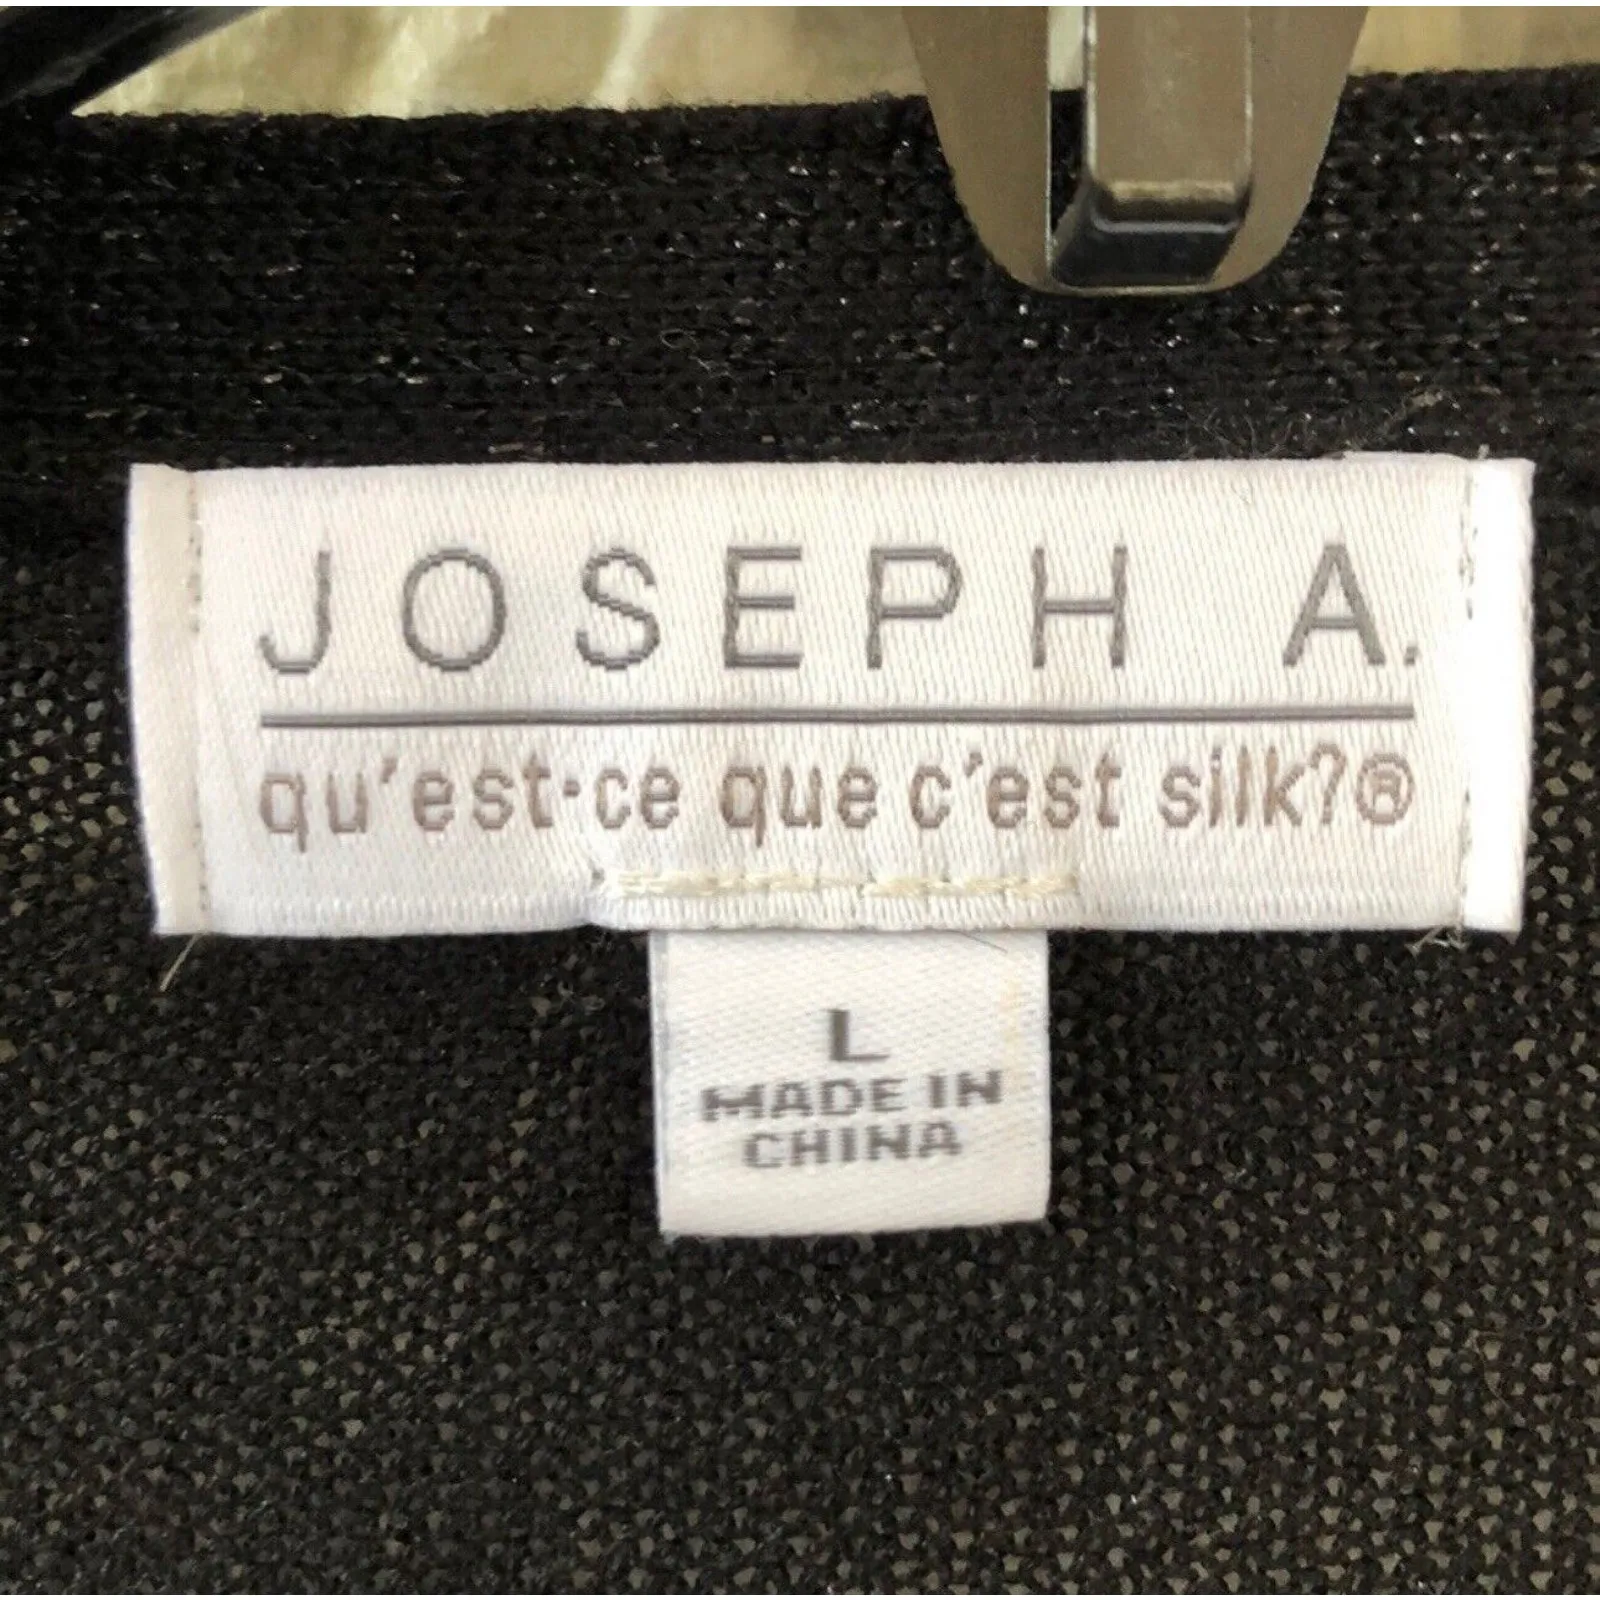 JOSEPH A.
qu'est·ce que c'est silk?®
L
MADE IN
CHINA